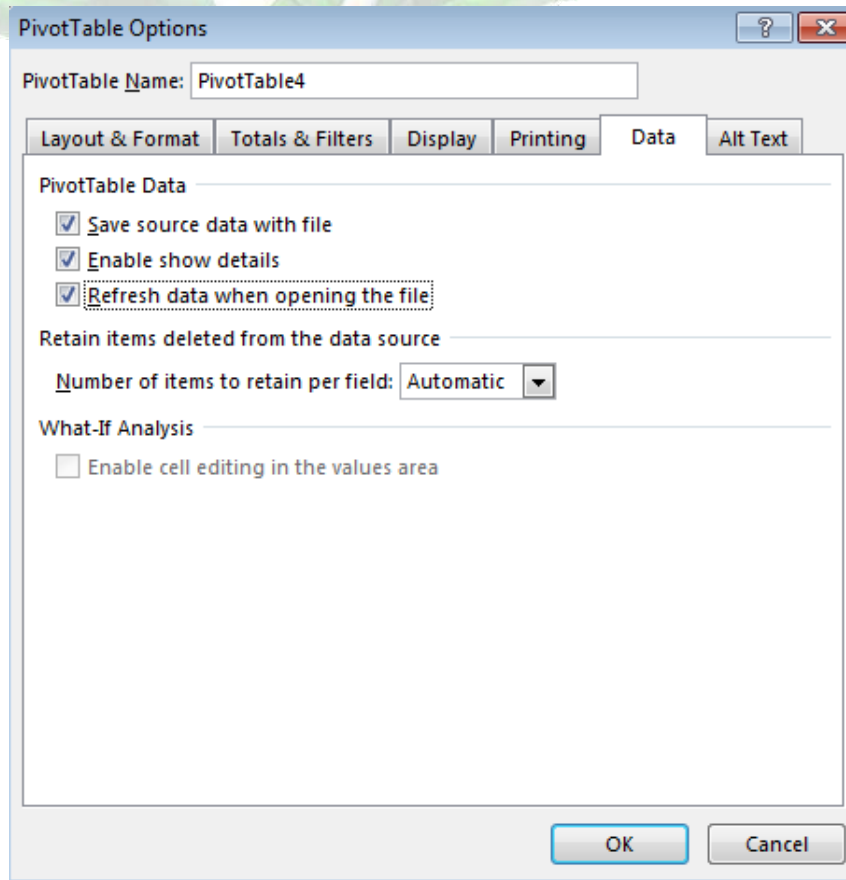 PivotTable Options
PivotTable Name: PivotTable4
Layout & Format Totals & Filters Display Printing Data Alt Text
PivotTable Data
Save source data with file
Enable show details
Refresh data when opening the file
Retain items deleted from the data source
Number of items to retain per field: Automatic
What-If Analysis
Enable cell editing in the values area
OK Cancel